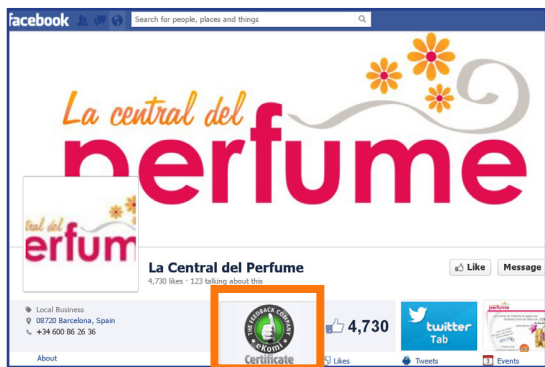 facebook
Search for people, places and things
La central del
perfume
tral del
erfum
La Central del Perfume
4,730 likes · 123 talking about this
Like
Message
Local Business
08720 Barcelona, Spain
+34 600 86 26 36
About
THE FEEDBACK COMPANY
eKomi
Certificate
4,730
Likes
twitter
Tab
Tweets
perfume
3
Events